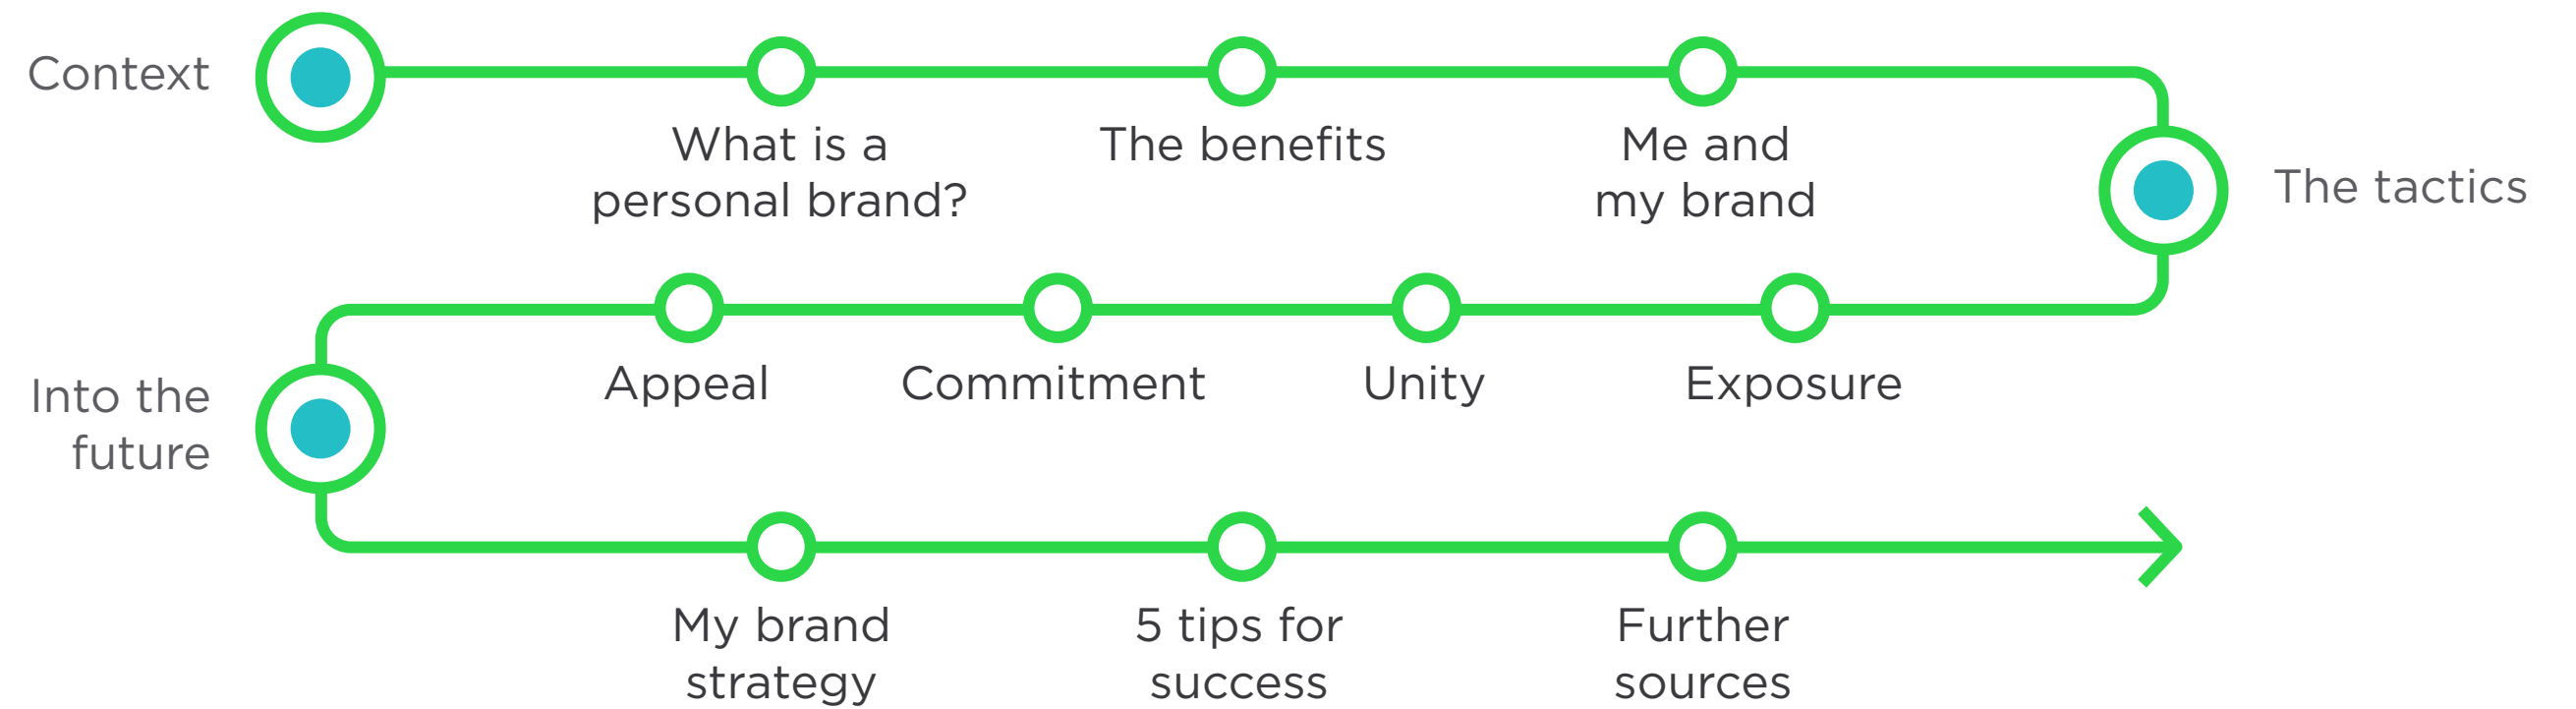 Context
What is a
personal brand?
The benefits
Me and
my brand
The tactics
Appeal
Commitment
Unity
Exposure
Into the
future
My brand
strategy
5 tips for
success
Further
sources